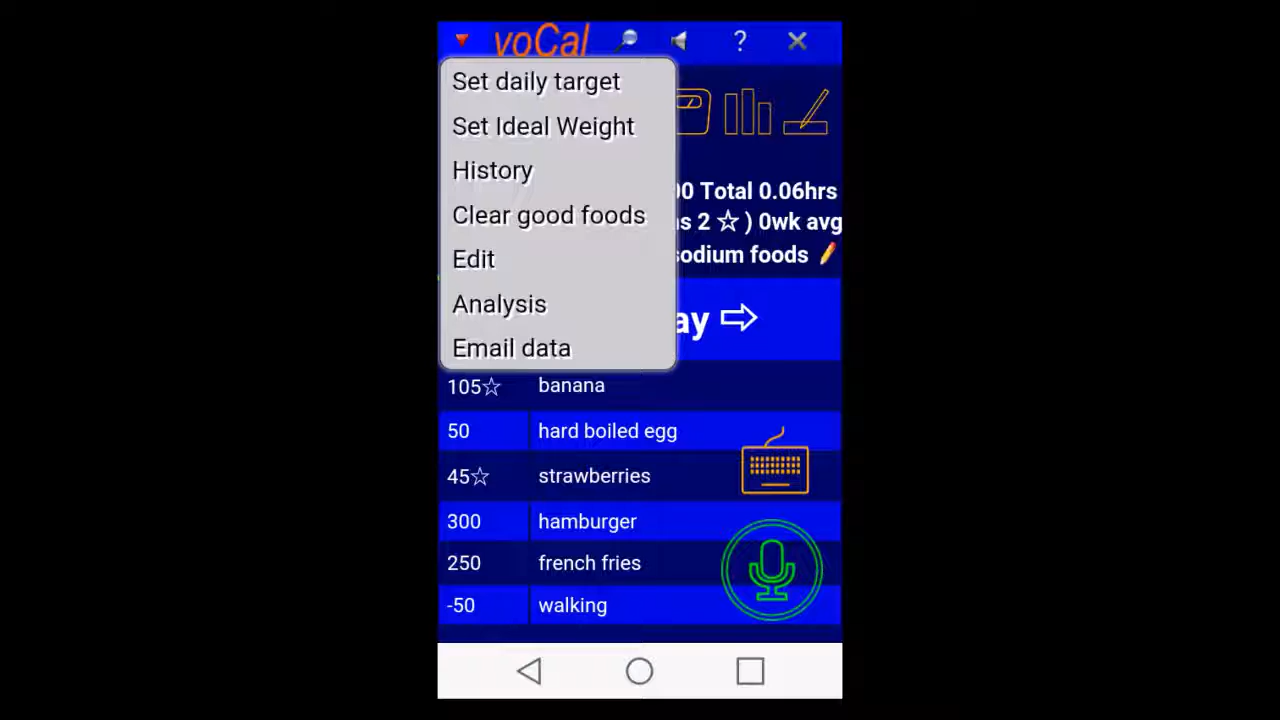 voCal ?
Set daily target
Set Ideal Weight
History
Clear good foods
Edit
Analysis
Email data
00 Total 0.06hrs
s 2 ☆ ) 0wk avg
sodium foods
ay ⇨
105☆ banana
50 hard boiled egg
45☆ strawberries
300 hamburger
250 french fries
-50 walking